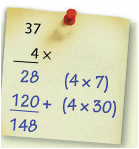 37
4×
28 (4 × 7)
120+ (4 × 30)
148